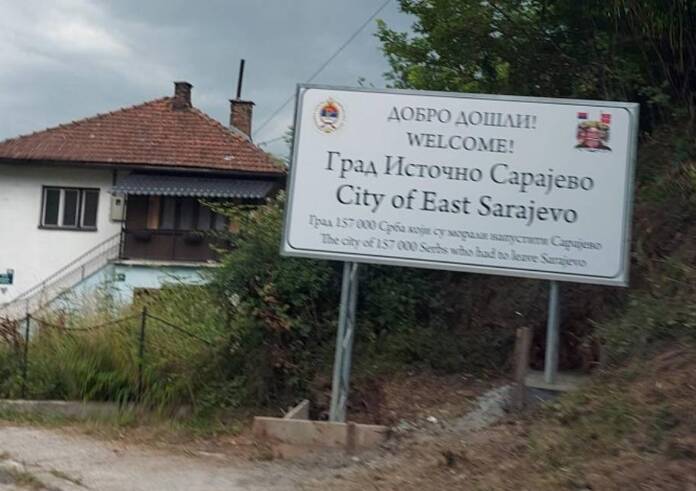 ДОБРО ДОШЛИ!
WELCOME!
Град Источно Сарајево
City of East Sarajevo
Град 157 000 Срба који су морали напустити Сарајево
The city of 157 000 Serbs who had to leave Sarajevo